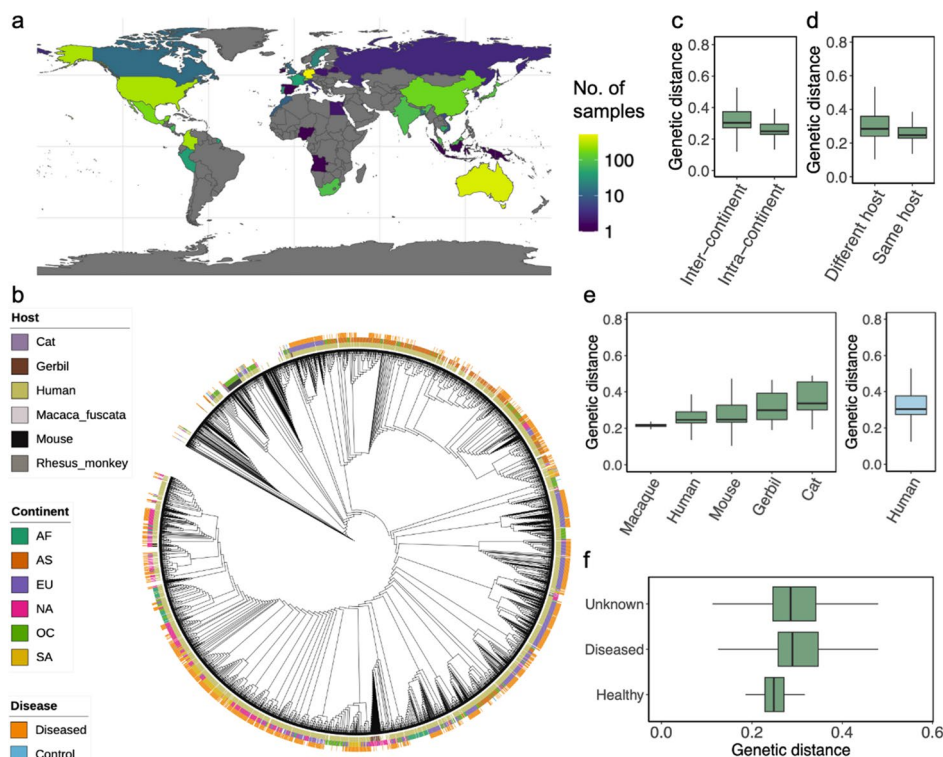 a
No. of
samples
100
10
1
c
Genetic distance
0.8
0.6
0.4
0.2
0.0
Inter-continent
Intra-continent
d
Genetic distance
0.8
0.6
0.4
0.2
0.0
Different host
Same host
b
Host
Cat
Gerbil
Human
Macaca_fuscata
Mouse
Rhesus_monkey
Continent
AF
AS
EU
NA
OC
SA
Disease
Diseased
Control
e
Genetic distance
0.8
0.6
0.4
0.2
0.0
Macaque
Human
Mouse
Gerbil
Cat
Genetic distance
0.8
0.6
0.4
0.2
0.0
Human
f
Unknown
Diseased
Healthy
0.0
0.2
0.4
0.6
Genetic distance